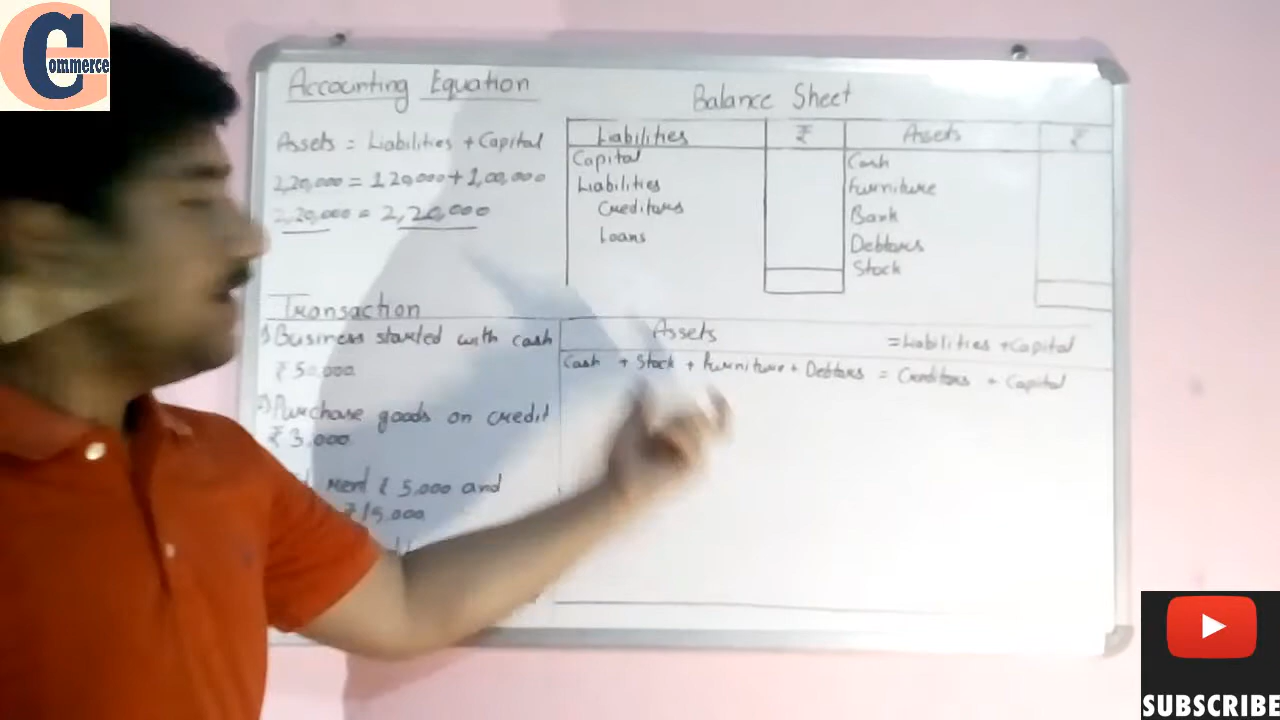 Commerce
Accounting Equation
Assets = Liabilities + Capital
2,20,000 = 1,20,000 + 1,00,000
2,20,000 = 2,20,000
Balance Sheet
Liabilities ₹ Assets ₹
Capital Cash
Liabilities Furniture
Creditors Bank
Loans Debtors
Stock
Transaction
1) Business started with cash
₹ 50,000
2) Purchase goods on credit
₹ 3,000
ment ₹ 5,000 and
₹ 15,000
Assets = Liabilities + Capital
Cash + Stock + Furniture + Debtors = Creditors + Capital
SUBSCRIBE